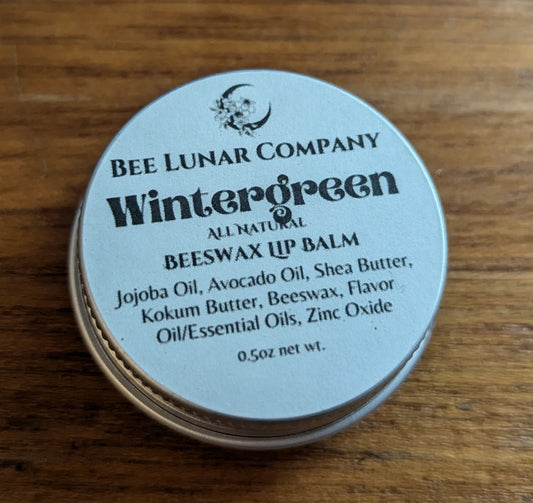 BEE LUNAR COMPANY
Wintergreen
ALL NATURAL
BEESWAX LIP BALM
Jojoba Oil, Avocado Oil, Shea Butter,
Kokum Butter, Beeswax, Flavor
Oil/Essential Oils, Zinc Oxide
0.5oz net wt.